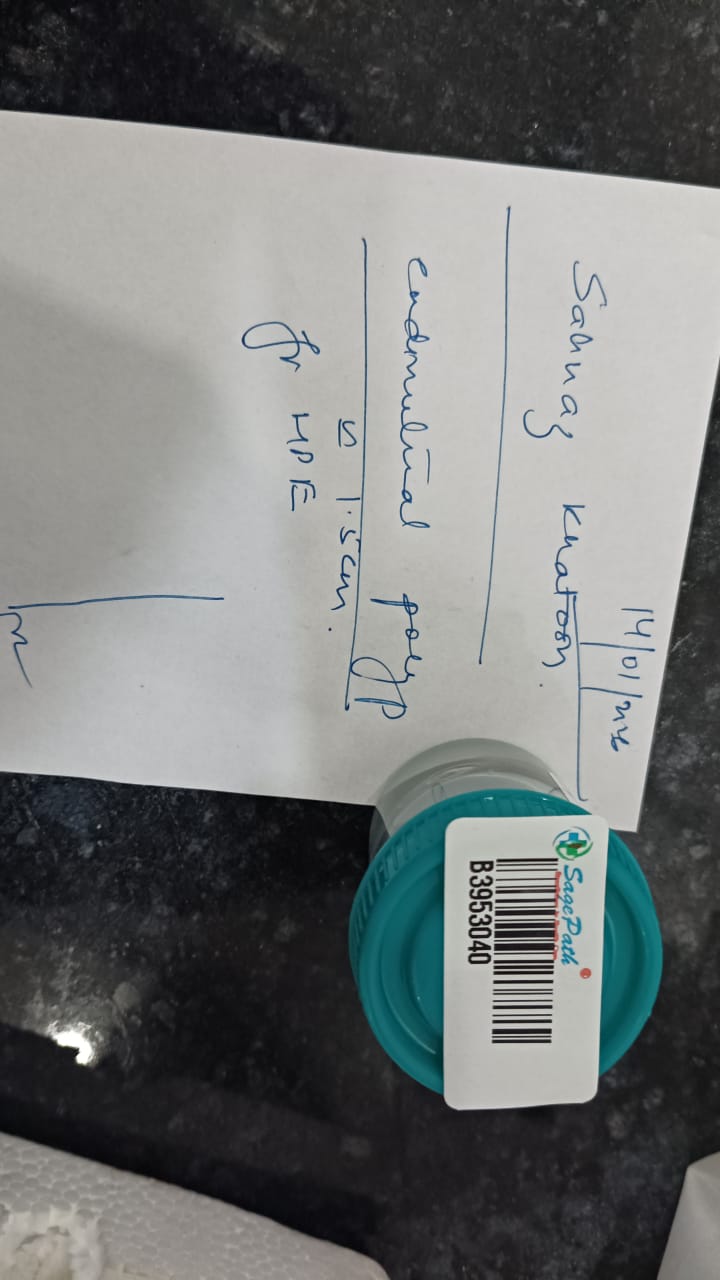 14/01/2026
Sahnaz Khatoon.
Endometrial polyp
≈ 1.5cm.
for HPE
SagePath
B3953040